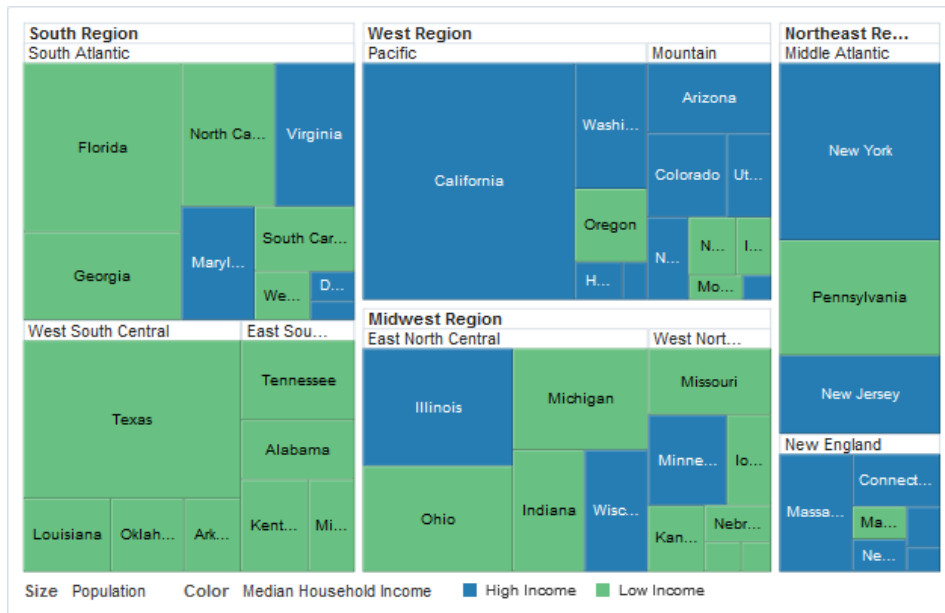 South Region
South Atlantic
Florida
North Ca...
Virginia
Georgia
Maryl...
South Car...
We...
D...
West South Central
Texas
Louisiana
Oklah...
Ark...
East Sou...
Tennessee
Alabama
Kent...
Mi...
West Region
Pacific
California
Washi...
Oregon
H...
Mountain
Arizona
Colorado
Ut...
N...
N...
I...
Mo...
Midwest Region
East North Central
Illinois
Michigan
Ohio
Indiana
Wisc...
West Nort...
Missouri
Minne...
Io...
Kan...
Nebr...
Northeast Re...
Middle Atlantic
New York
Pennsylvania
New Jersey
New England
Massa...
Connect...
Ma...
Ne...
Size Population Color Median Household Income High Income Low Income